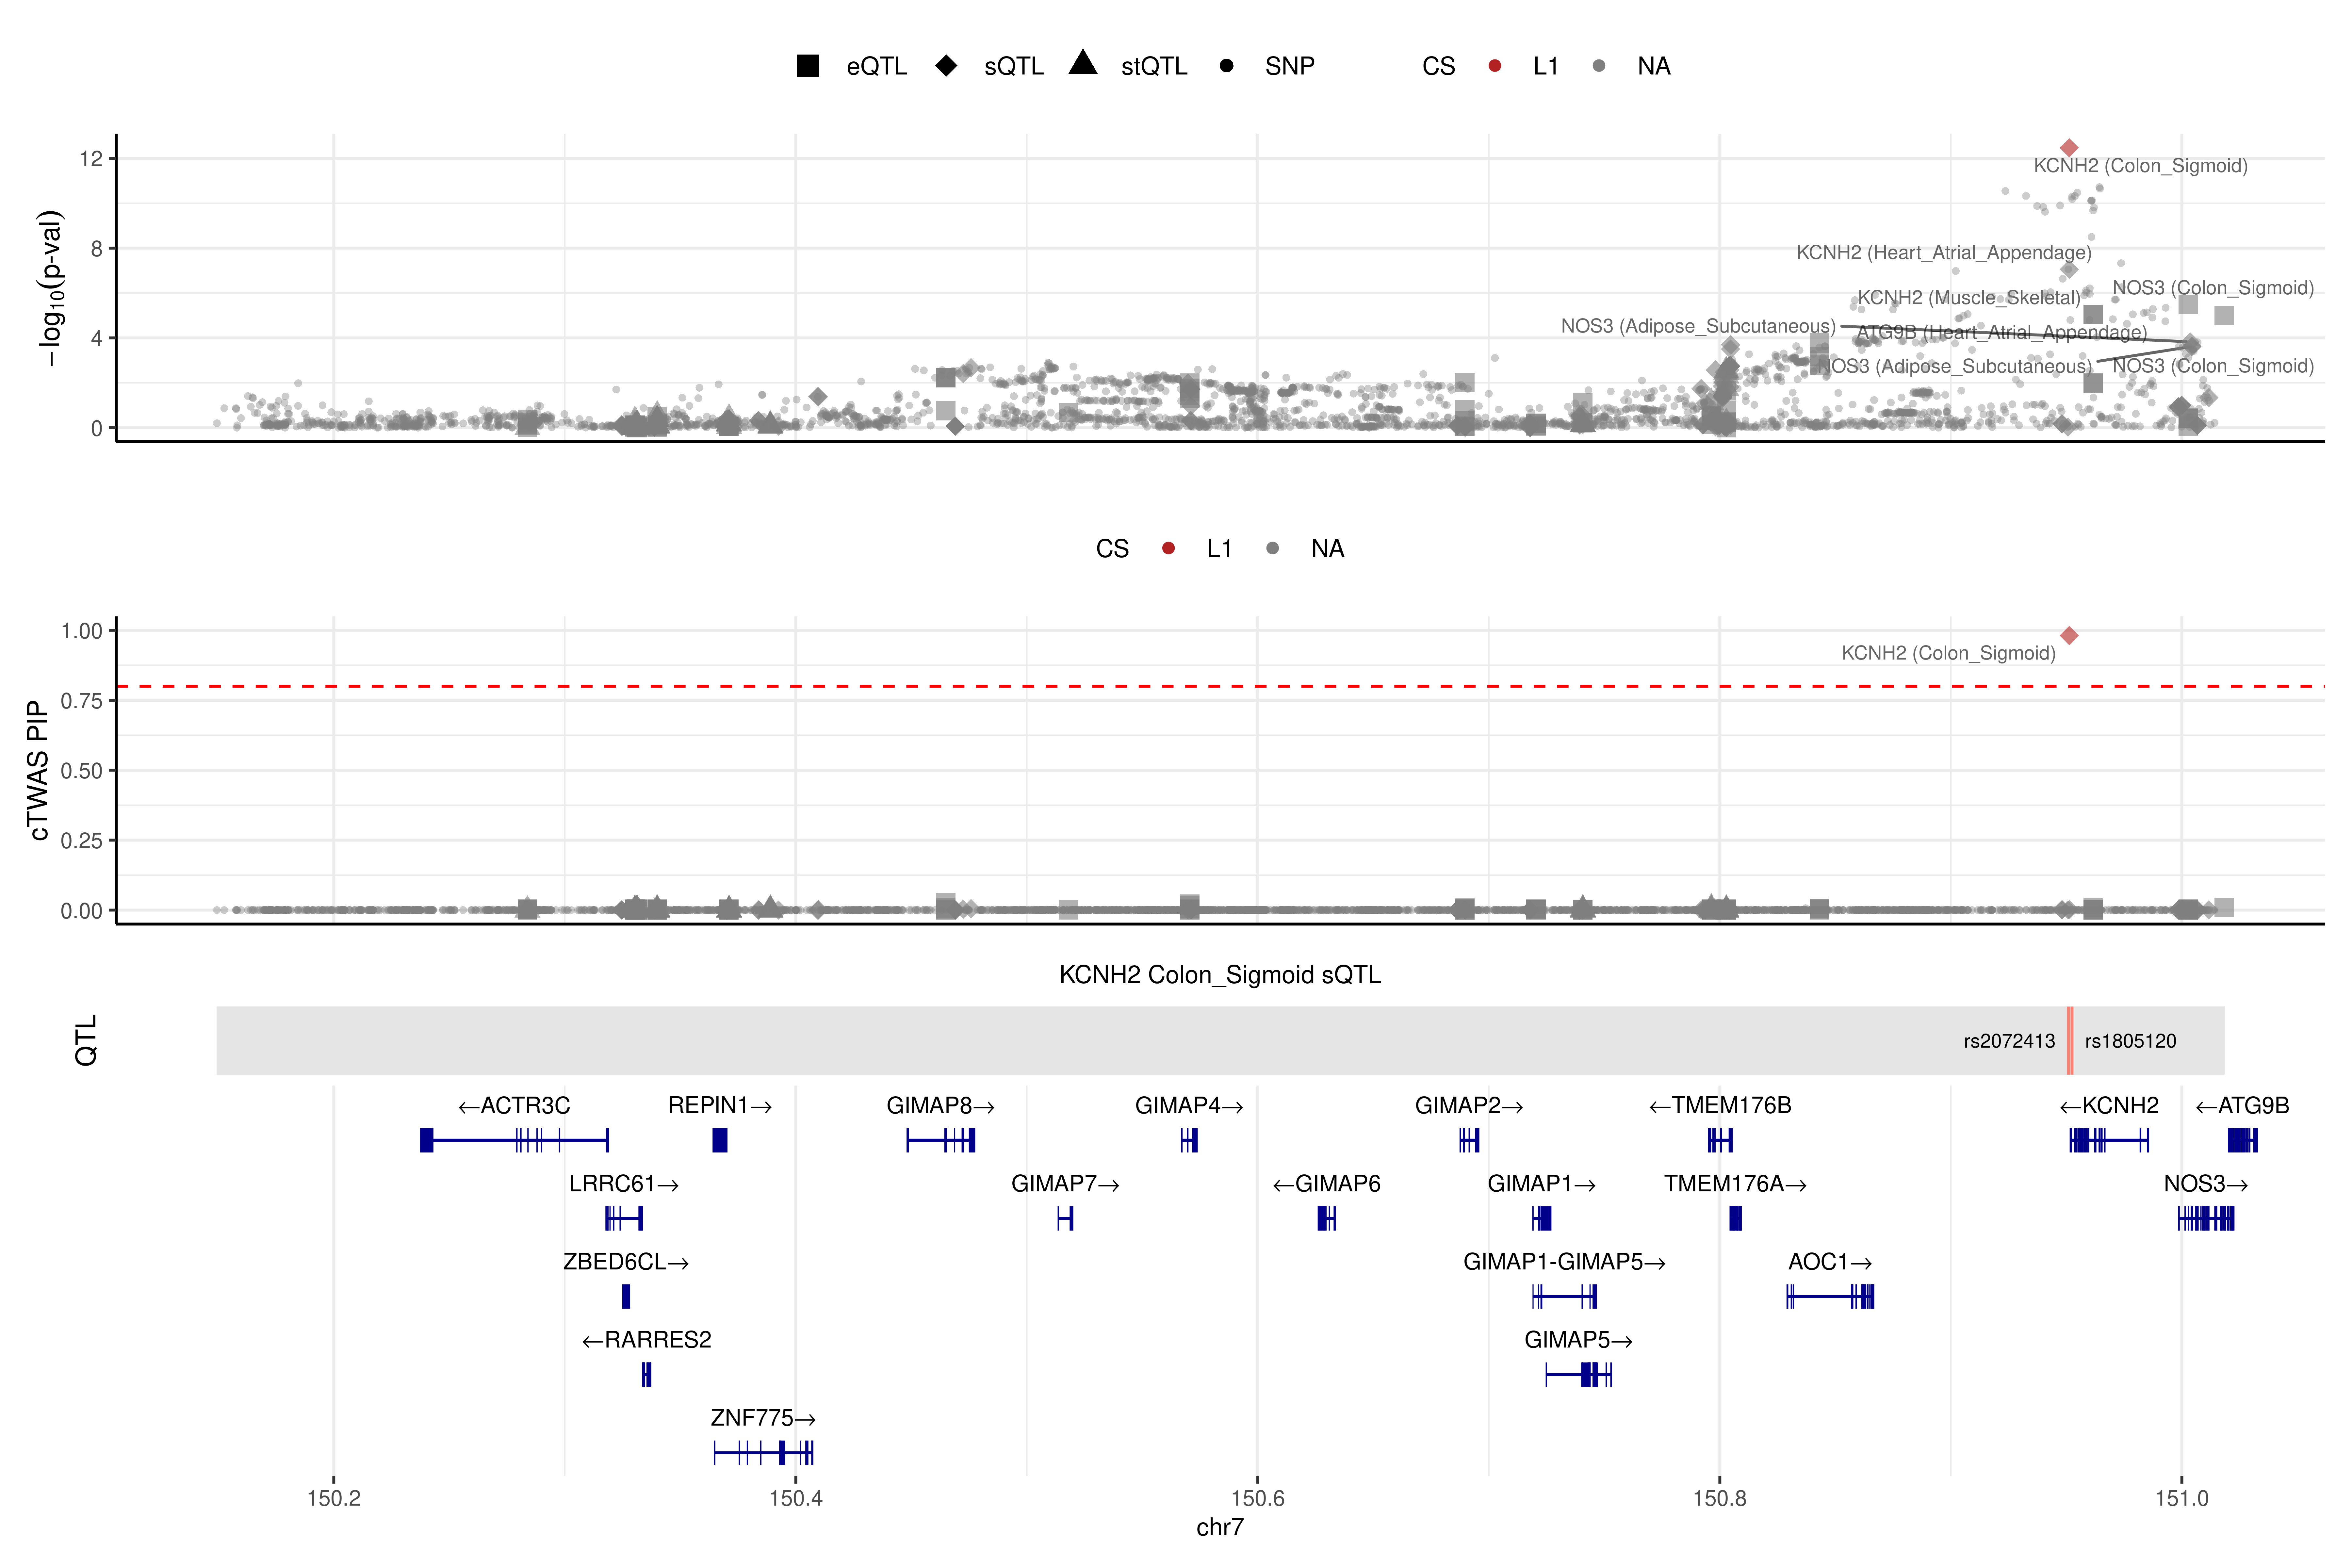 eQTL sQTL stQTL SNP CS L1 NA
−log10(p-val)
12
8
4
0
KCNH2 (Colon_Sigmoid)
KCNH2 (Heart_Atrial_Appendage)
NOS3 (Colon_Sigmoid)
KCNH2 (Muscle_Skeletal)
NOS3 (Adipose_Subcutaneous)
ATG9B (Heart_Atrial_Appendage)
NOS3 (Adipose_Subcutaneous)
NOS3 (Colon_Sigmoid)
CS L1 NA
cTWAS PIP
1.00
0.75
0.50
0.25
0.00
KCNH2 (Colon_Sigmoid)
KCNH2 Colon_Sigmoid sQTL
QTL
rs2072413 rs1805120
←ACTR3C REPIN1→ GIMAP8→ GIMAP4→ GIMAP2→ ←TMEM176B ←KCNH2 ←ATG9B
LRRC61→ GIMAP7→ ←GIMAP6 GIMAP1→ TMEM176A→ NOS3→
ZBED6CL→ GIMAP1-GIMAP5→ AOC1→
←RARRES2 GIMAP5→
ZNF775→
150.2 150.4 150.6 150.8 151.0
chr7